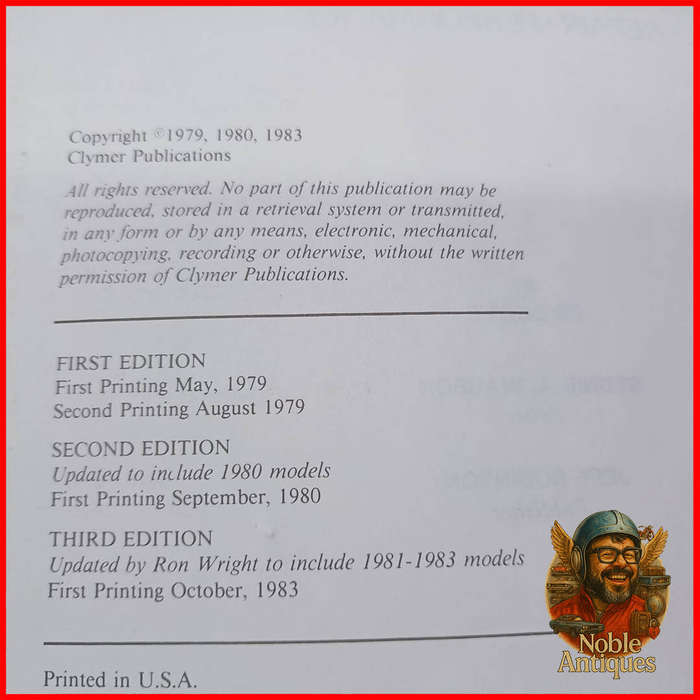 Copyright ©1979, 1980, 1983
Clymer Publications
All rights reserved. No part of this publication may be
reproduced, stored in a retrieval system or transmitted,
in any form or by any means, electronic, mechanical,
photocopying, recording or otherwise, without the written
permission of Clymer Publications.
FIRST EDITION
First Printing May, 1979
Second Printing August 1979
SECOND EDITION
Updated to include 1980 models
First Printing September, 1980
THIRD EDITION
Updated by Ron Wright to include 1981-1983 models
First Printing October, 1983
Printed in U.S.A.
Noble
Antiques